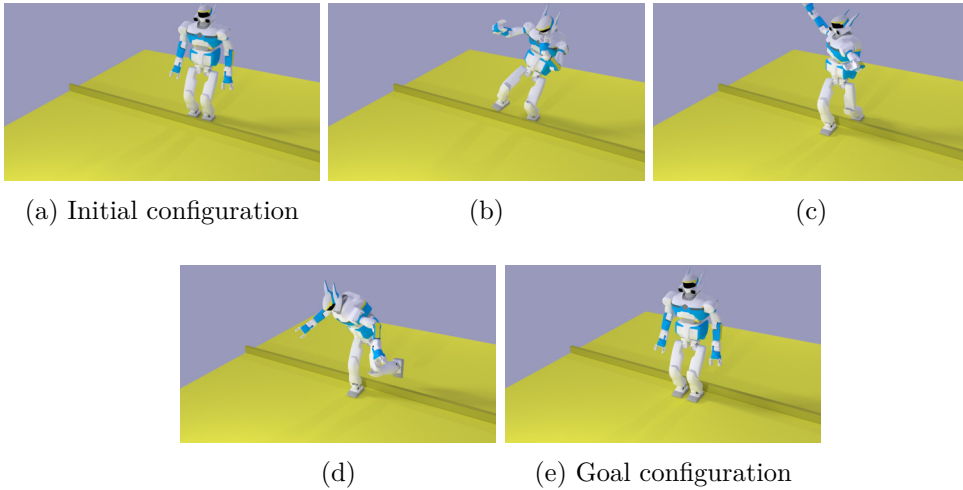 (a) Initial configuration
(b)
(c)
(d)
(e) Goal configuration